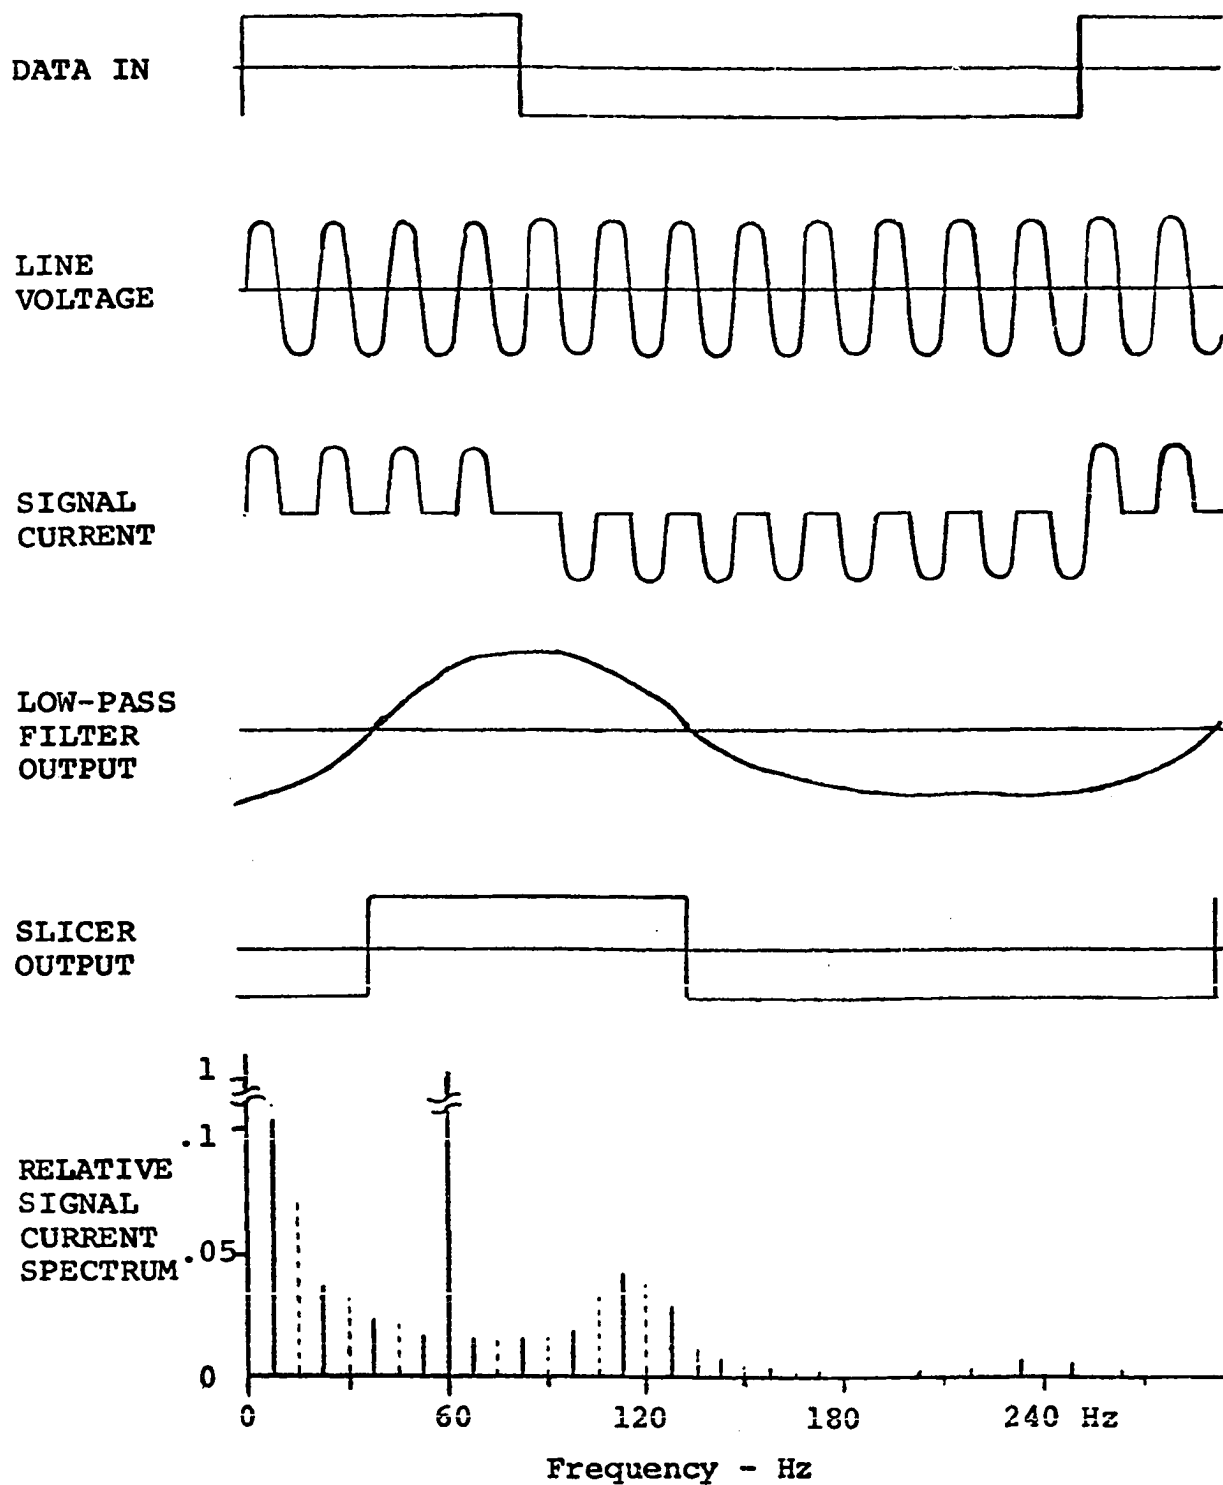 DATA IN
LINE
VOLTAGE
SIGNAL
CURRENT
LOW-PASS
FILTER
OUTPUT
SLICER
OUTPUT
1
.1
RELATIVE
SIGNAL
CURRENT
SPECTRUM
.05
0
0 60 120 180 240 Hz
Frequency - Hz